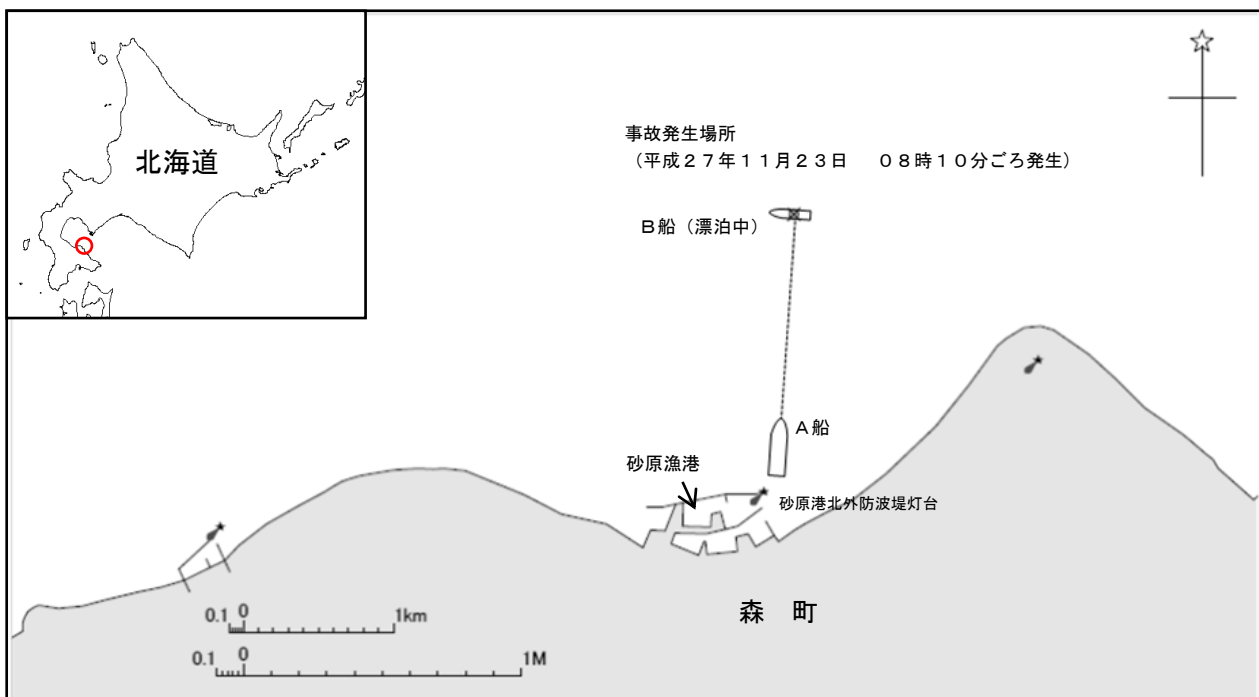 北海道
事故発生場所
（平成２７年１１月２３日　０８時１０分ごろ発生）
Ｂ船（漂泊中）
Ａ船
砂原漁港
砂原港北外防波堤灯台
森　町
0.1 0 1km
0.1 0 1M